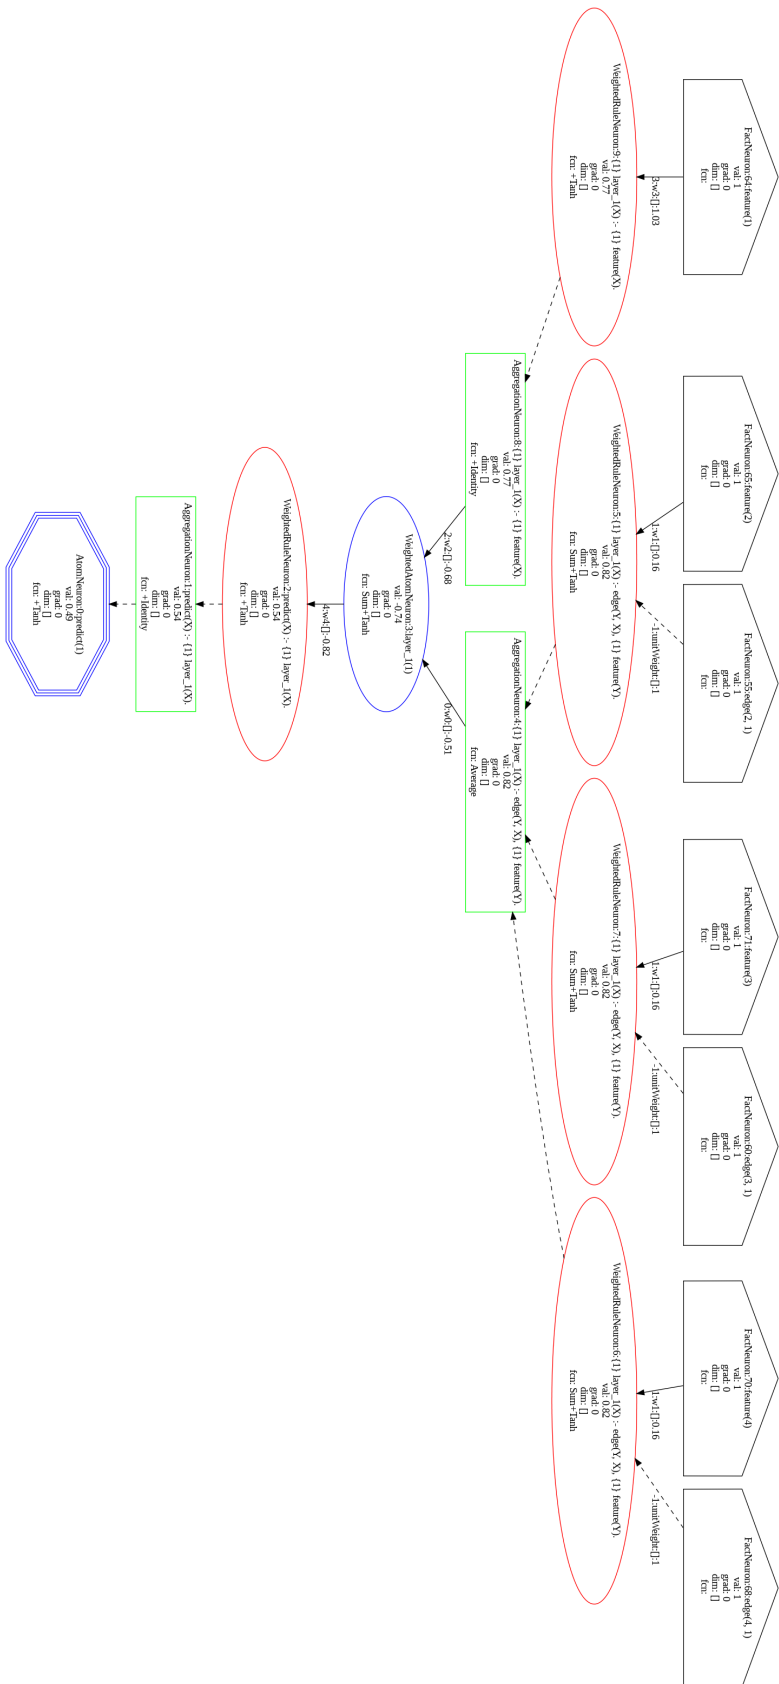 FactNeuron:64:feature(1)
val: 1
grad: 0
dim: []
fcn:
FactNeuron:65:feature(2)
val: 1
grad: 0
dim: []
fcn:
FactNeuron:55:edge(2, 1)
val: 1
grad: 0
dim: []
fcn:
FactNeuron:71:feature(3)
val: 1
grad: 0
dim: []
fcn:
FactNeuron:60:edge(3, 1)
val: 1
grad: 0
dim: []
fcn:
FactNeuron:70:feature(4)
val: 1
grad: 0
dim: []
fcn:
FactNeuron:68:edge(4, 1)
val: 1
grad: 0
dim: []
fcn:
3:w3:[]:1.03
1:w1:[]:0.16
-1:unitWeight:[]:1
1:w1:[]:0.16
-1:unitWeight:[]:1
1:w1:[]:0.16
-1:unitWeight:[]:1
WeightedRuleNeuron:9:{1} layer_1(X) :- {1} feature(X).
val: 0.77
grad: 0
dim: []
fcn: +Tanh
WeightedRuleNeuron:5:{1} layer_1(X) :- edge(Y, X), {1} feature(Y).
val: 0.82
grad: 0
dim: []
fcn: Sum+Tanh
WeightedRuleNeuron:7:{1} layer_1(X) :- edge(Y, X), {1} feature(Y).
val: 0.82
grad: 0
dim: []
fcn: Sum+Tanh
WeightedRuleNeuron:6:{1} layer_1(X) :- edge(Y, X), {1} feature(Y).
val: 0.82
grad: 0
dim: []
fcn: Sum+Tanh
AggregationNeuron:8:{1} layer_1(X) :- {1} feature(X).
val: 0.77
grad: 0
dim: []
fcn: +Identity
AggregationNeuron:4:{1} layer_1(X) :- edge(Y, X), {1} feature(Y).
val: 0.82
grad: 0
dim: []
fcn: Average
2:w2:[]:-0.68
0:w0:[]:-0.51
WeightedAtomNeuron:3:layer_1(1)
val: -0.74
grad: 0
dim: []
fcn: Sum+Tanh
4:w4:[]:-0.82
WeightedRuleNeuron:2:predict(X) :- {1} layer_1(X).
val: 0.54
grad: 0
dim: []
fcn: +Tanh
AggregationNeuron:1:predict(X) :- {1} layer_1(X).
val: 0.54
grad: 0
dim: []
fcn: +Identity
AtomNeuron:0:predict(1)
val: 0.49
grad: 0
dim: []
fcn: +Tanh